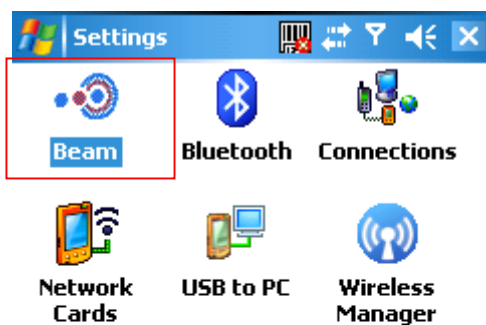 Settings
Beam Bluetooth Connections
Network USB to PC Wireless
Cards Manager